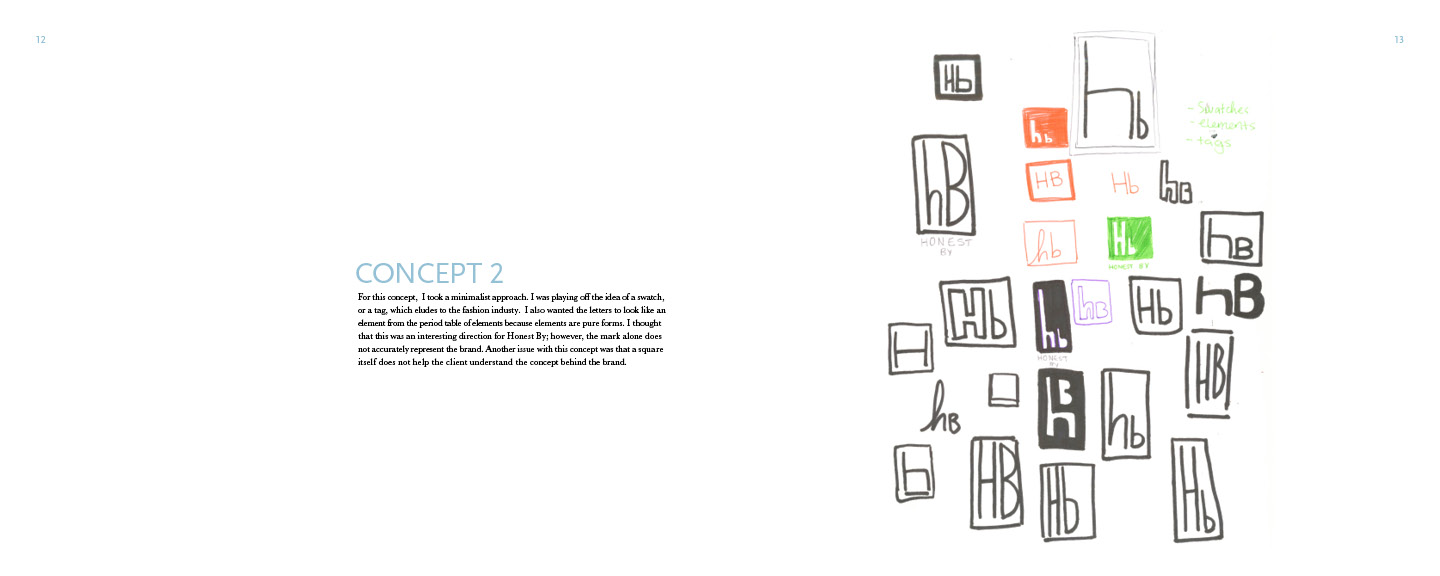 12
13
CONCEPT 2
For this concept, I took a minimalist approach. I was playing off the idea of a swatch,
or a tag, which eludes to the fashion industy. I also wanted the letters to look like an
element from the period table of elements because elements are pure forms. I thought
that this was an interesting direction for Honest By; however, the mark alone does
not accurately represent the brand. Another issue with this concept was that a square
itself does not help the client understand the concept behind the brand.
Hb
hb
hb
- Swatches
- elements
- tags
hB
HONEST
BY
HB
Hb
hB
hb
Hb
HONEST BY
hB
Hb
hb
HONEST
BY
hB
Hb
hB
H
HB
hB
B
h
hb
h
HB
Hb
Hb